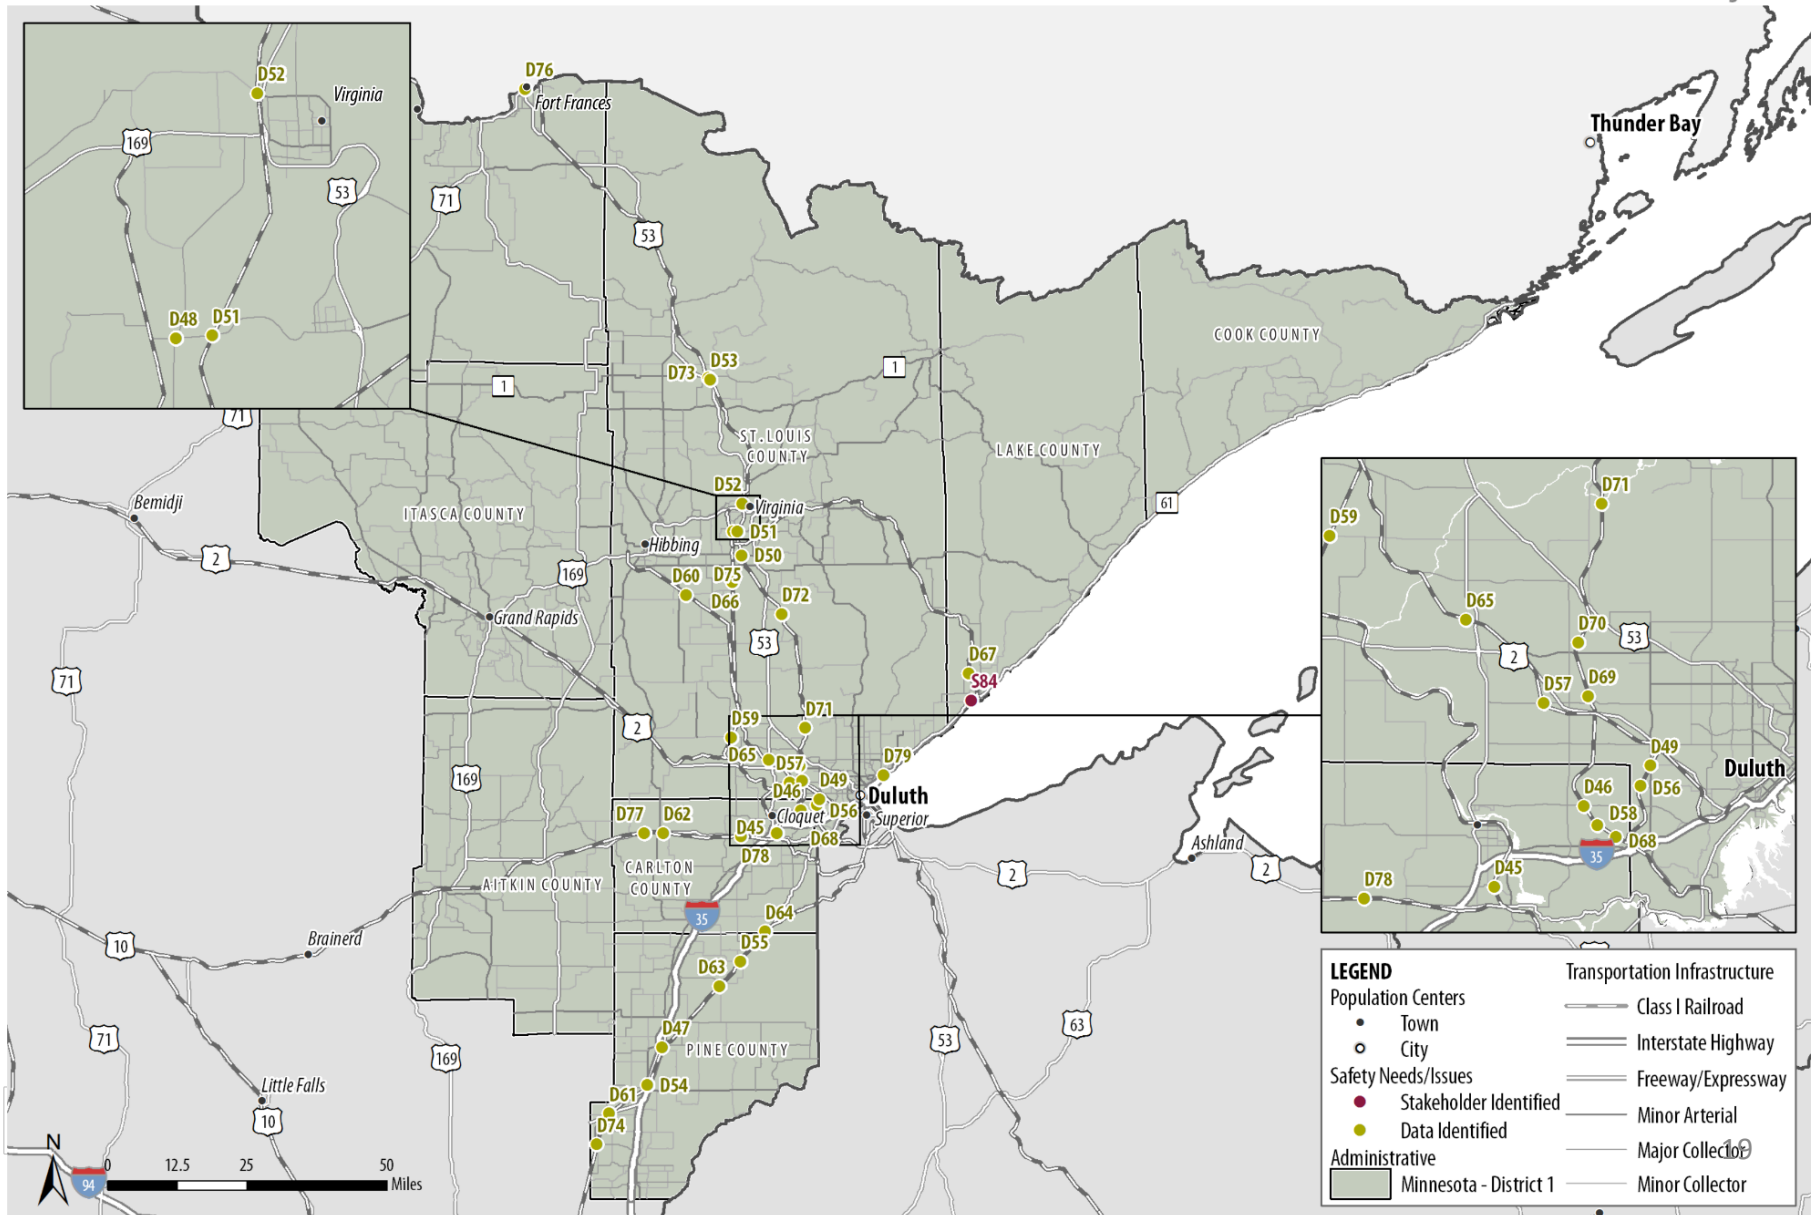 D52
Virginia
169
53
D48
D51
D76
Fort Frances
Thunder Bay
71
53
COOK COUNTY
D53
D73
1
1
71
ST. LOUIS
COUNTY
LAKE COUNTY
61
Bemidji
ITASCA COUNTY
D52
Virginia
D51
Hibbing
D50
2
169
D60
D75
D66
D72
Grand Rapids
53
71
D67
S84
2
D59
D71
D65
D57
D79
169
D46
D49
Duluth
D56
Cloquet
Superior
D77
D62
D45
D68
D78
Ashland
2
2
AITKIN COUNTY
CARLTON
COUNTY
35
D64
10
Brainerd
D55
D63
71
D47
PINE COUNTY
53
63
169
D54
Little Falls
10
D61
D74
N
94
0
12.5
25
50
Miles
D71
D59
D65
D70
53
2
D57
D69
D49
Duluth
D46
D56
D58
D68
35
D45
D78
LEGEND
Population Centers
Town
City
Safety Needs/Issues
Stakeholder Identified
Data Identified
Administrative
Minnesota - District 1
Transportation Infrastructure
Class I Railroad
Interstate Highway
Freeway/Expressway
Minor Arterial
Major Collector
19
Minor Collector